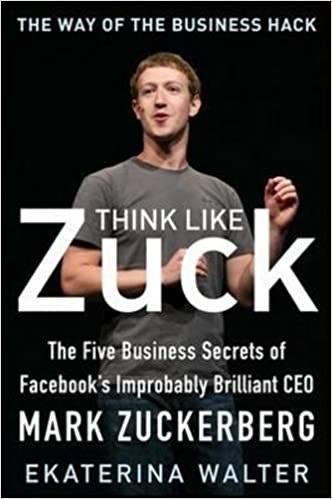 THE WAY OF THE BUSINESS HACK
THINK LIKE
Zuck
The Five Business Secrets of
Facebook's Improbably Brilliant CEO
MARK ZUCKERBERG
EKATERINA WALTER